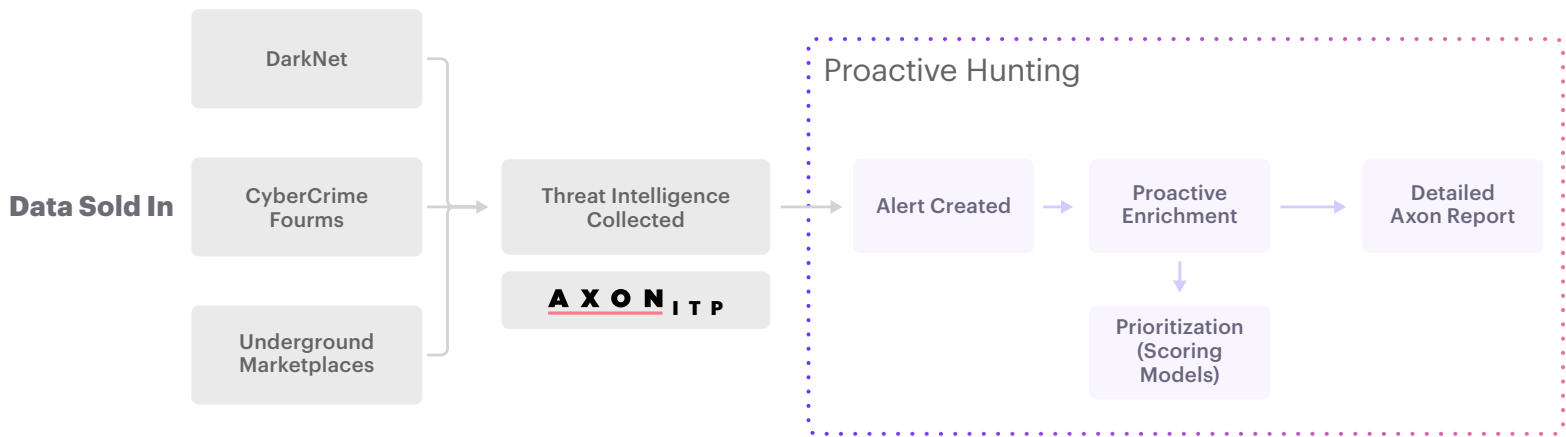 Data Sold In
DarkNet
CyberCrime
Fourms
Underground
Marketplaces
Threat Intelligence
Collected
AXON ITP
Proactive Hunting
Alert Created
Proactive
Enrichment
Prioritization
(Scoring
Models)
Detailed
Axon Report